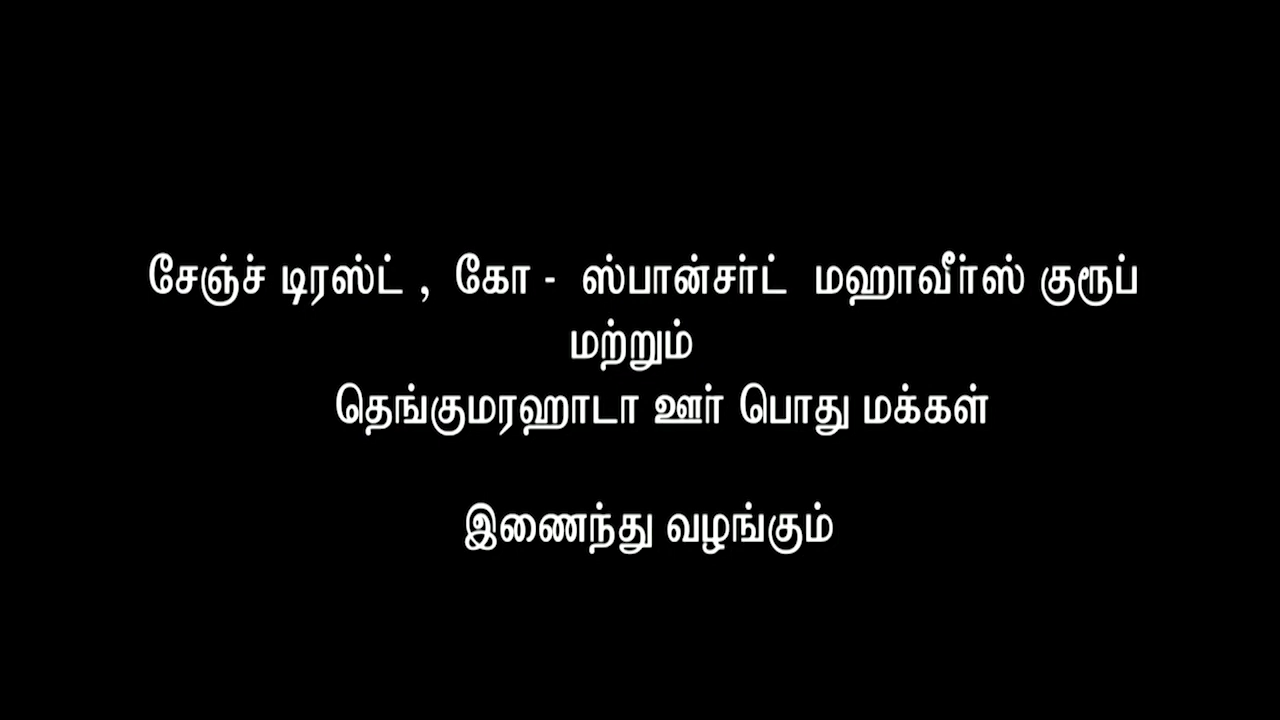 சேஞ்ச் டிரஸ்ட் , கோ - ஸ்பான்சர்ட் மஹாவீர்ஸ் குரூப்
மற்றும்
தெங்குமரஹாடா ஊர் பொது மக்கள்
இணைந்து வழங்கும்